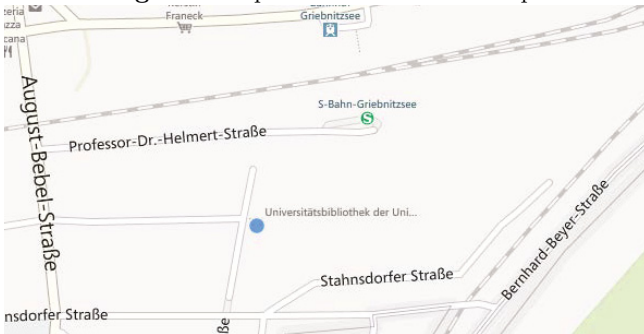 Franeck
Griebnitzsee
S-Bahn-Griebnitzsee
S
Professor-Dr.-Helmert-Straße
August-Bebel-Straße
Universitätsbibliothek der Uni...
Bernhard-Beyer-Straße
Stahnsdorfer Straße
nsdorfer Straße
aße